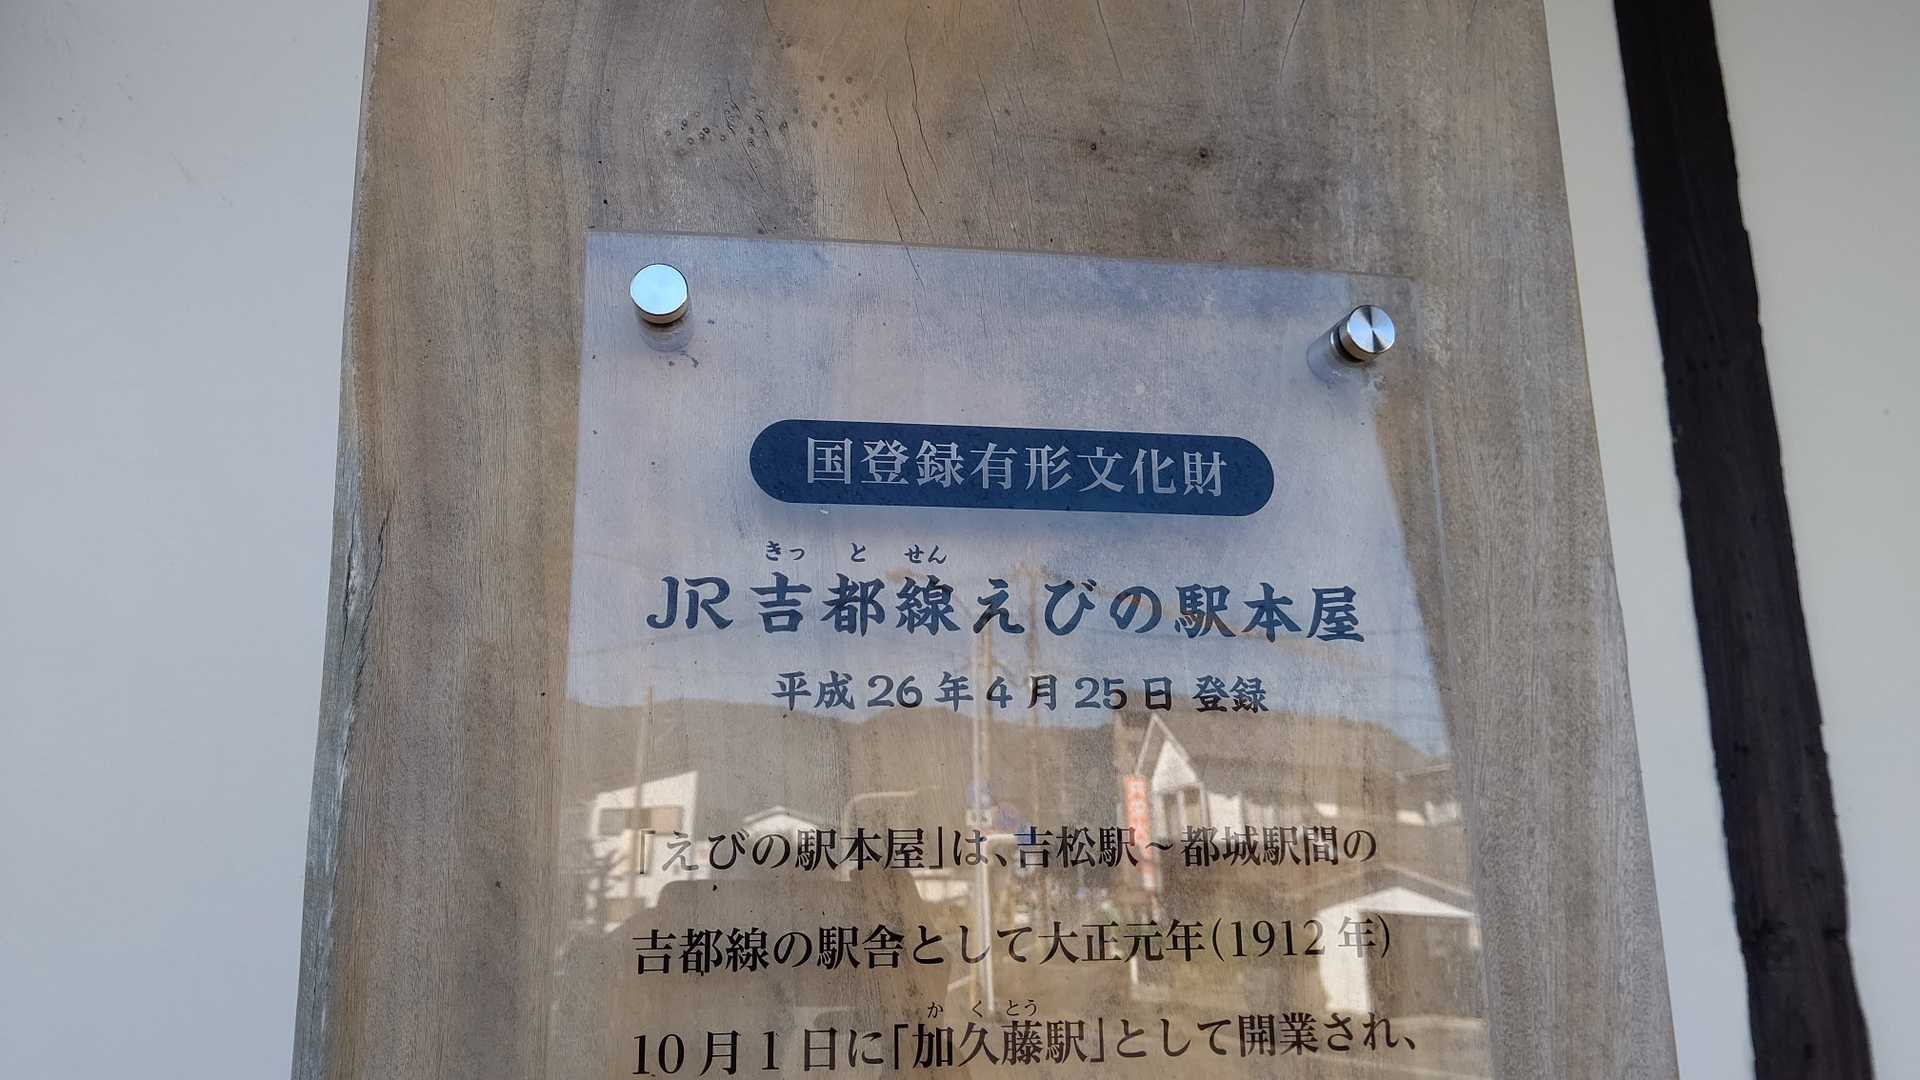 国登録有形文化財
きっ と せん
JR吉都線えびの駅本屋
平成26年4月25日 登録
「えびの駅本屋」は、吉松駅～都城駅間の
吉都線の駅舎として大正元年(1912年)
か く とう
10月1日に「加久藤駅」として開業され、